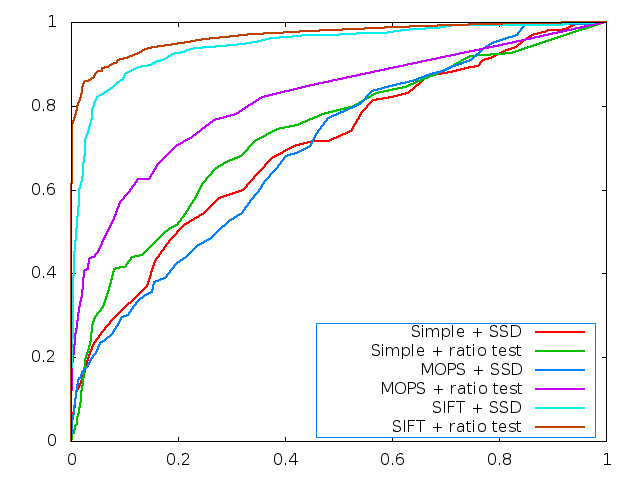 1
0.8
0.6
0.4
0.2
0
0 0.2 0.4 0.6 0.8 1
Simple + SSD
Simple + ratio test
MOPS + SSD
MOPS + ratio test
SIFT + SSD
SIFT + ratio test